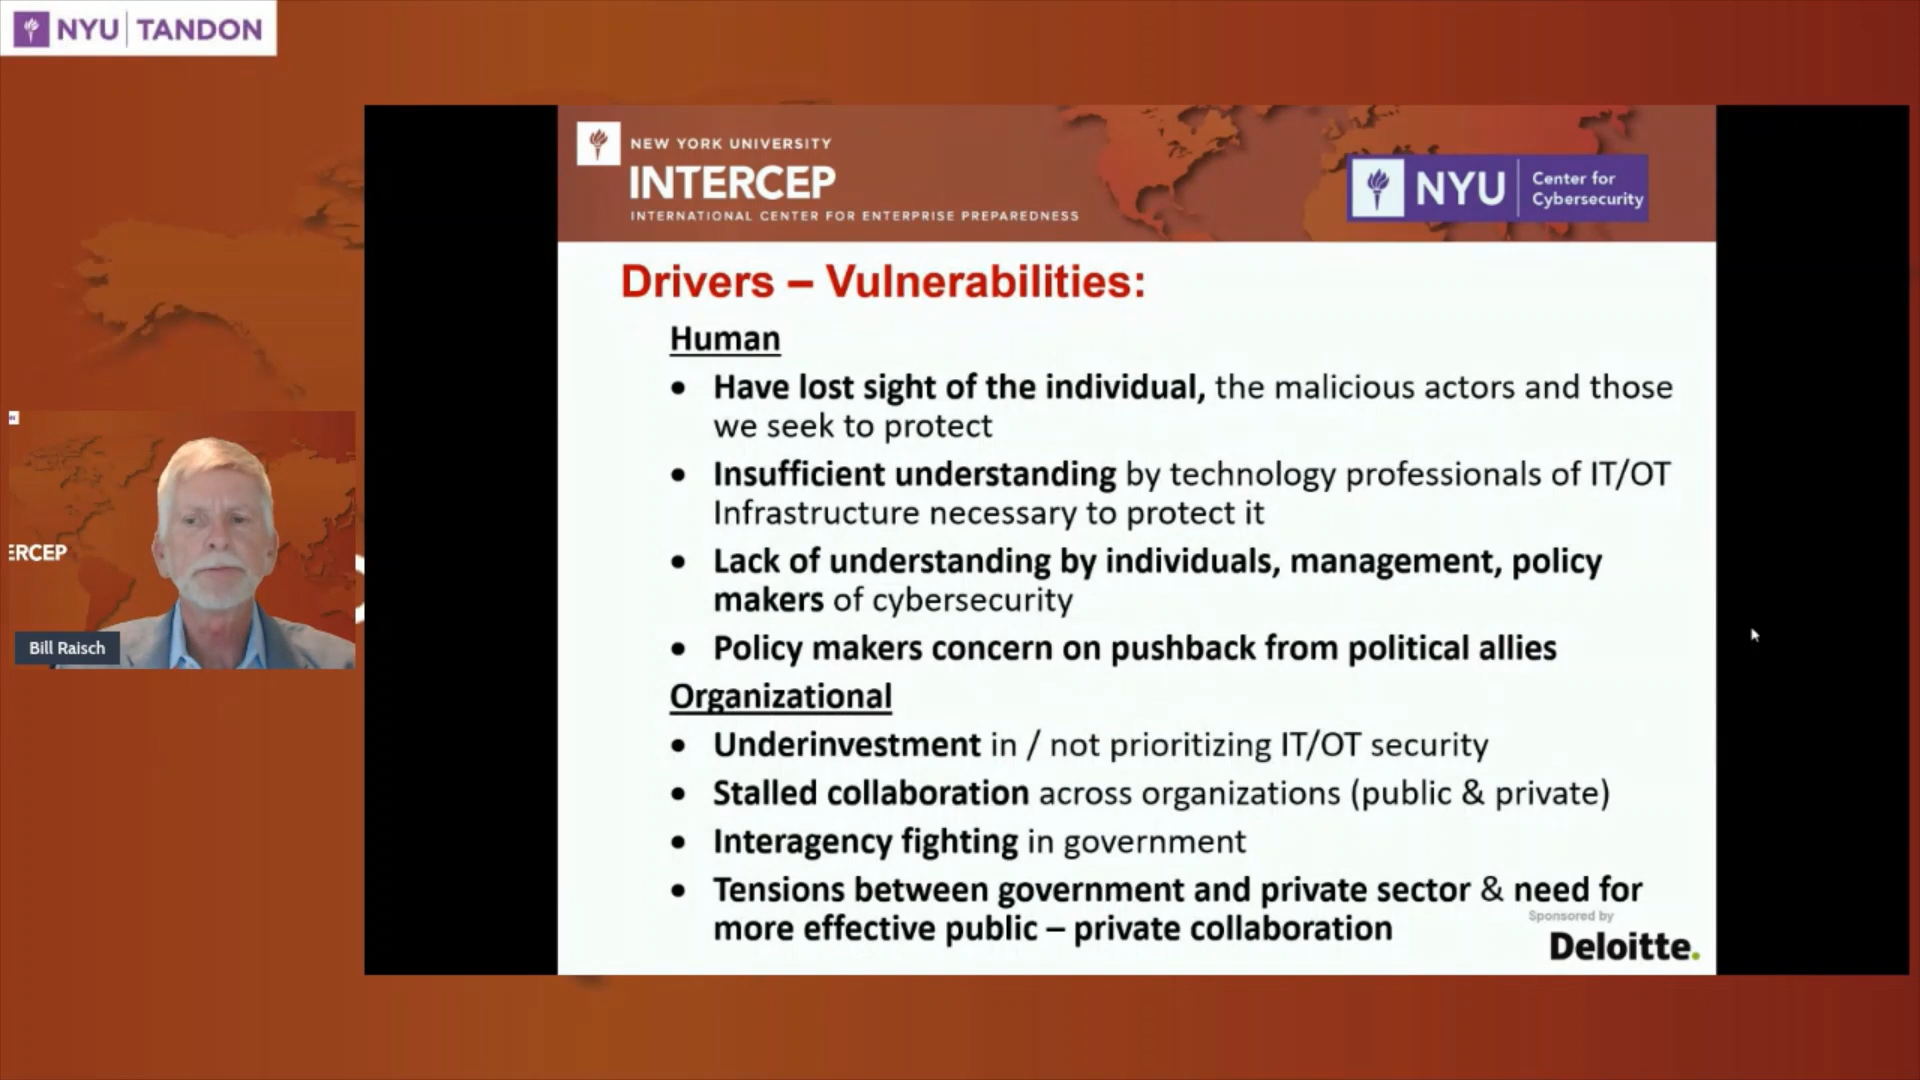 NYU TANDON
NEW YORK UNIVERSITY
INTERCEP
INTERNATIONAL CENTER FOR ENTERPRISE PREPAREDNESS
NYU Center for
Cybersecurity
Drivers – Vulnerabilities:
Human
• Have lost sight of the individual, the malicious actors and those
we seek to protect
• Insufficient understanding by technology professionals of IT/OT
Infrastructure necessary to protect it
• Lack of understanding by individuals, management, policy
makers of cybersecurity
• Policy makers concern on pushback from political allies
Organizational
• Underinvestment in / not prioritizing IT/OT security
• Stalled collaboration across organizations (public & private)
• Interagency fighting in government
• Tensions between government and private sector & need for
more effective public – private collaboration
Sponsored by
Deloitte.
ERCEP
Bill Raisch